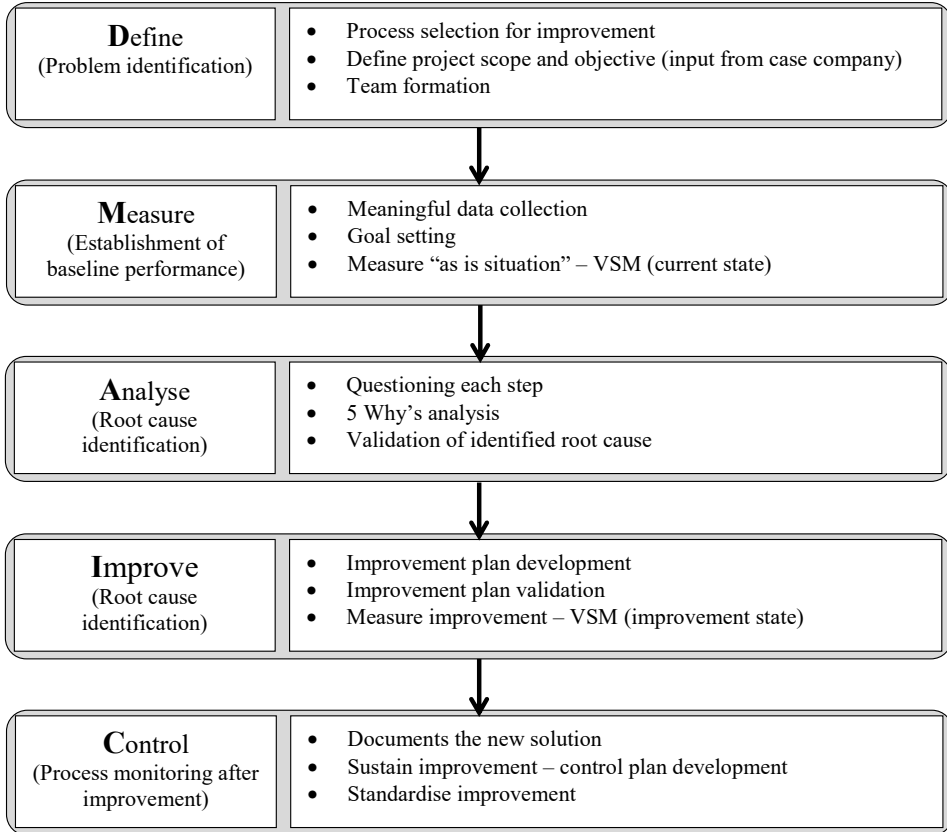 Define
(Problem identification)
• Process selection for improvement
• Define project scope and objective (input from case company)
• Team formation
Measure
(Establishment of
baseline performance)
• Meaningful data collection
• Goal setting
• Measure “as is situation” – VSM (current state)
Analyse
(Root cause
identification)
• Questioning each step
• 5 Why’s analysis
• Validation of identified root cause
Improve
(Root cause
identification)
• Improvement plan development
• Improvement plan validation
• Measure improvement – VSM (improvement state)
Control
(Process monitoring after
improvement)
• Documents the new solution
• Sustain improvement – control plan development
• Standardise improvement